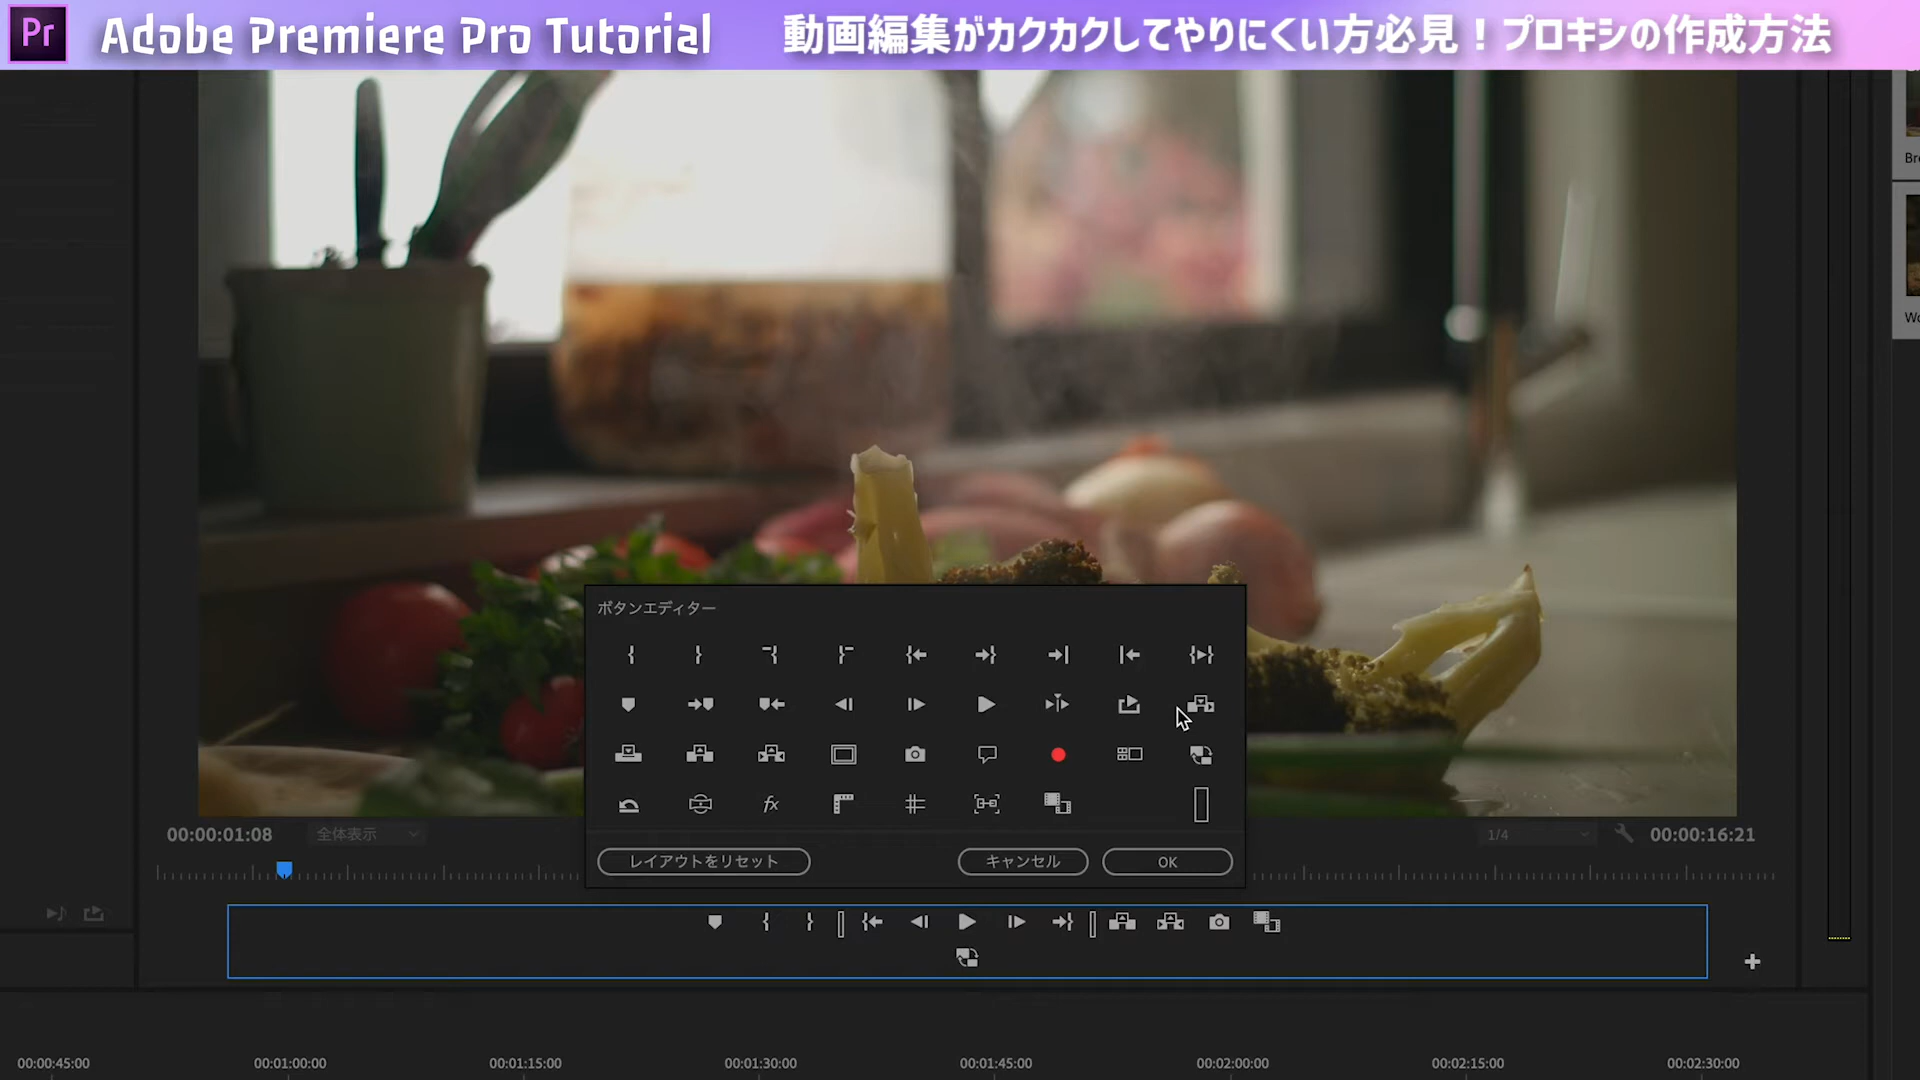 Pr Adobe Premiere Pro Tutorial 動画編集がカクカクしてやりにくい方必見！プロキシの作成方法
Bre
Wo
ボタンエディター
fx
00:00:01:08 全体表示 1/4 00:00:16:21
レイアウトをリセット キャンセル OK
00:00:45:00 00:01:00:00 00:01:15:00 00:01:30:00 00:01:45:00 00:02:00:00 00:02:15:00 00:02:30:00